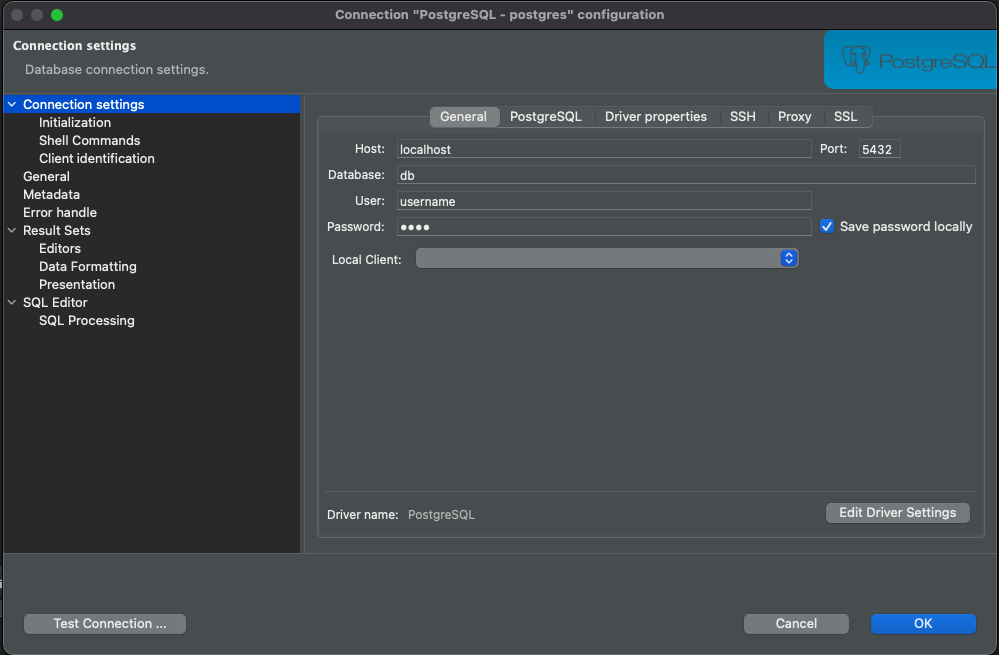 Connection "PostgreSQL - postgres" configuration
Connection settings
Database connection settings.
PostgreSQL
Connection settings
Initialization
Shell Commands
Client identification
General
Metadata
Error handle
Result Sets
Editors
Data Formatting
Presentation
SQL Editor
SQL Processing
General PostgreSQL Driver properties SSH Proxy SSL
Host: localhost Port: 5432
Database: db
User: username
Password: •••• Save password locally
Local Client:
Driver name: PostgreSQL Edit Driver Settings
Test Connection ... Cancel OK